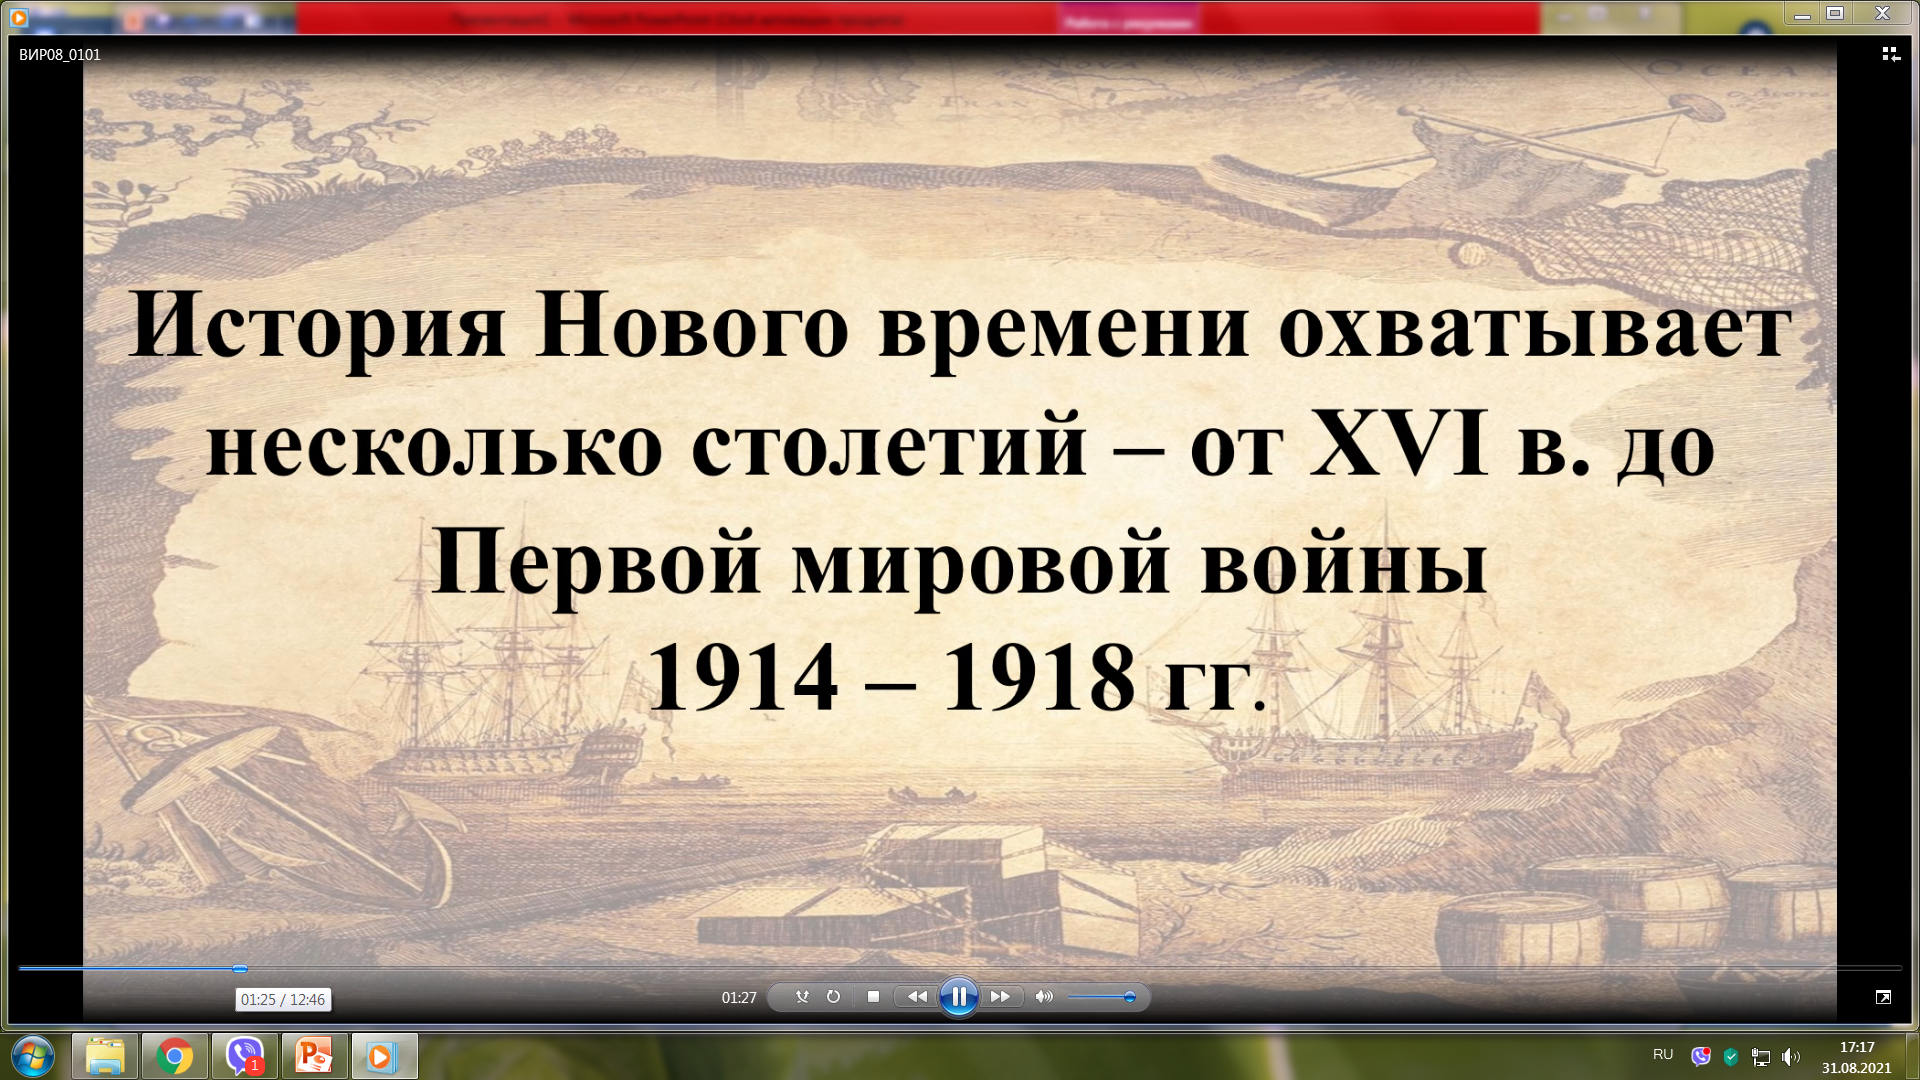 ВИР08_0101
История Нового времени охватывает
несколько столетий – от XVI в. до
Первой мировой войны
1914 – 1918 гг.
01:25 / 12:46
01:27
1
RU
17:17
31.08.2021